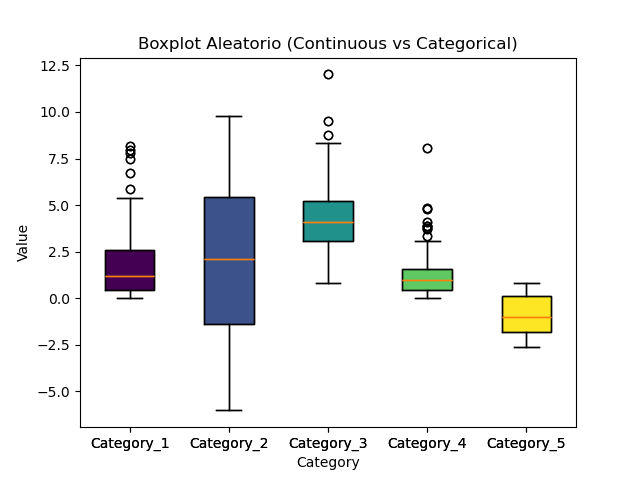 Boxplot Aleatorio (Continuous vs Categorical)
12.5
10.0
7.5
5.0
2.5
0.0
−2.5
−5.0
Value
Category_1 Category_2 Category_3 Category_4 Category_5
Category